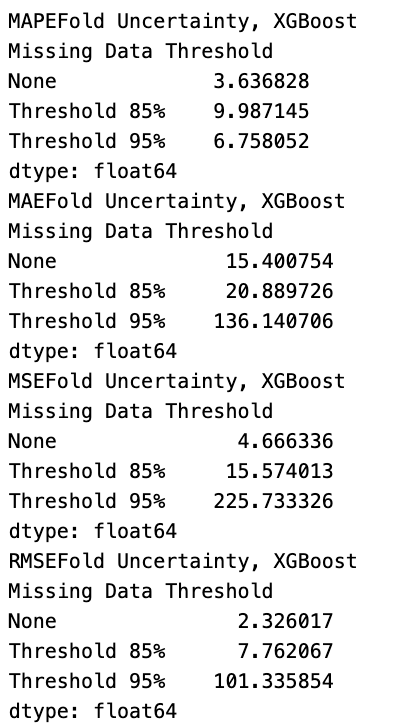 MAPEFold Uncertainty, XGBoost
Missing Data Threshold
None             3.636828
Threshold 85%    9.987145
Threshold 95%    6.758052
dtype: float64
MAEFold Uncertainty, XGBoost
Missing Data Threshold
None              15.400754
Threshold 85%     20.889726
Threshold 95%    136.140706
dtype: float64
MSEFold Uncertainty, XGBoost
Missing Data Threshold
None               4.666336
Threshold 85%     15.574013
Threshold 95%    225.733326
dtype: float64
RMSEFold Uncertainty, XGBoost
Missing Data Threshold
None               2.326017
Threshold 85%      7.762067
Threshold 95%    101.335854
dtype: float64